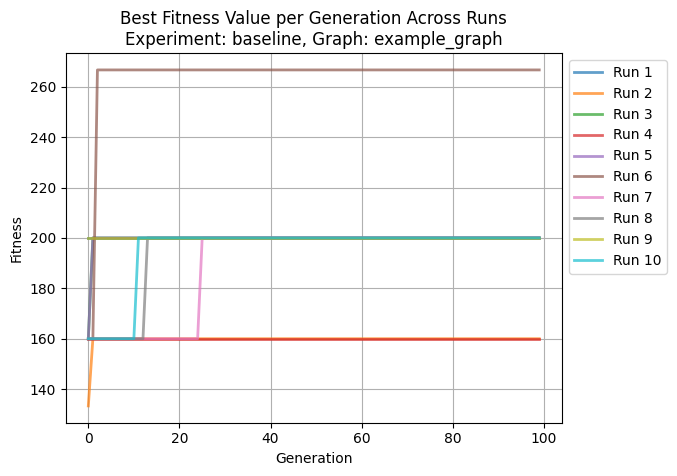 Best Fitness Value per Generation Across Runs
Experiment: baseline, Graph: example_graph
Fitness
260
240
220
200
180
160
140
0
20
40
60
80
100
Generation
Run 1
Run 2
Run 3
Run 4
Run 5
Run 6
Run 7
Run 8
Run 9
Run 10